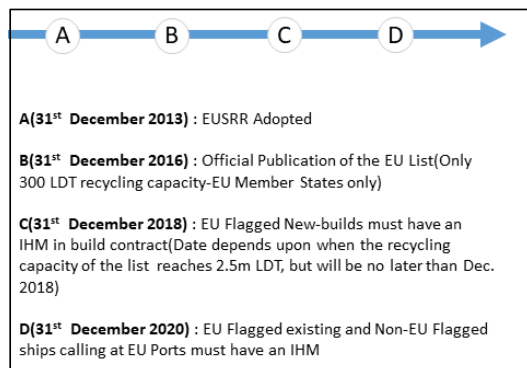 A B C D
A(31st December 2013) : EUSRR Adopted
B(31st December 2016) : Official Publication of the EU List(Only
300 LDT recycling capacity-EU Member States only)
C(31st December 2018) : EU Flagged New-builds must have an
IHM in build contract(Date depends upon when the recycling
capacity of the list reaches 2.5m LDT, but will be no later than Dec.
2018)
D(31st December 2020) : EU Flagged existing and Non-EU Flagged
ships calling at EU Ports must have an IHM